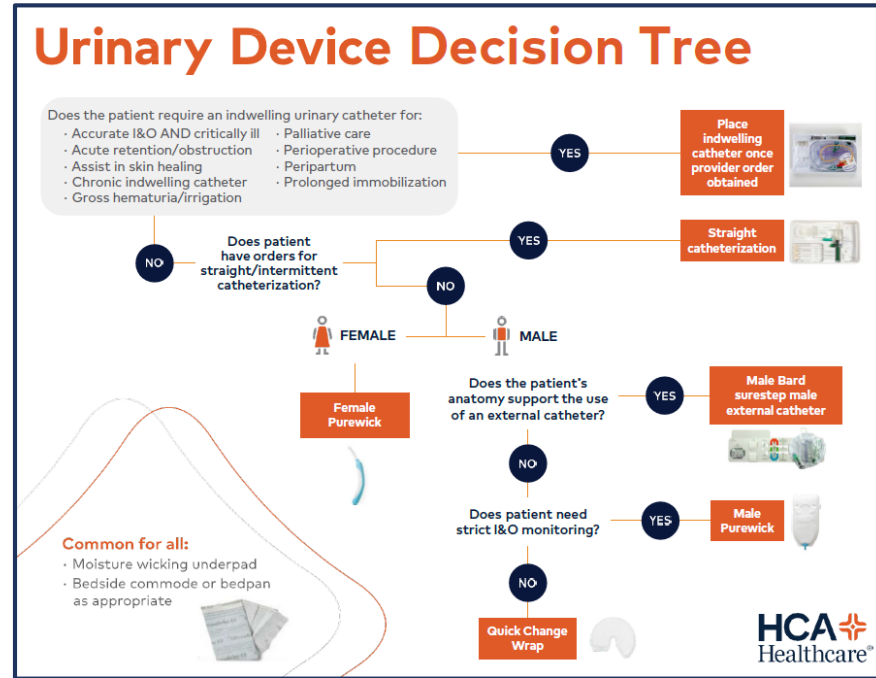 Urinary Device Decision Tree
Does the patient require an indwelling urinary catheter for:
· Accurate I&O AND critically ill
· Acute retention/obstruction
· Assist in skin healing
· Chronic indwelling catheter
· Gross hematuria/irrigation
· Palliative care
· Perioperative procedure
· Peripartum
· Prolonged immobilization
YES
Place
indwelling
catheter once
provider order
obtained
NO
Does patient
have orders for
straight/intermittent
catheterization?
YES
Straight
catheterization
NO
FEMALE
MALE
Female
Purewick
Does the patient's
anatomy support the use
of an external catheter?
YES
Male Bard
surestep male
external catheter
NO
Does patient need
strict I&O monitoring?
YES
Male
Purewick
NO
Quick Change
Wrap
Common for all:
· Moisture wicking underpad
· Bedside commode or bedpan
as appropriate
HCA
Healthcare®